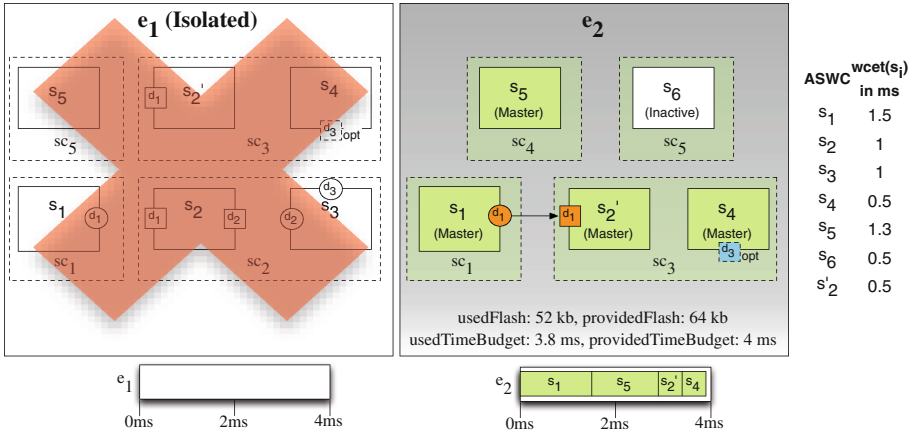 e1 (Isolated)
s5
d1
s2'
s4
d3
opt
sc5
sc3
s1
d1
d1
s2
d2
d2
d3
s3
sc1
sc2
e2
s5
(Master)
sc4
s6
(Inactive)
sc5
s1
(Master)
d1
sc1
d1
s2'
(Master)
s4
(Master)
d3
opt
sc3
usedFlash: 52 kb, providedFlash: 64 kb
usedTimeBudget: 3.8 ms, providedTimeBudget: 4 ms
ASWC wcet(si) in ms
s1 1.5
s2 1
s3 1
s4 0.5
s5 1.3
s6 0.5
s'2 0.5
e1
0ms 2ms 4ms
e2 s1 s5 s2' s4
0ms 2ms 4ms